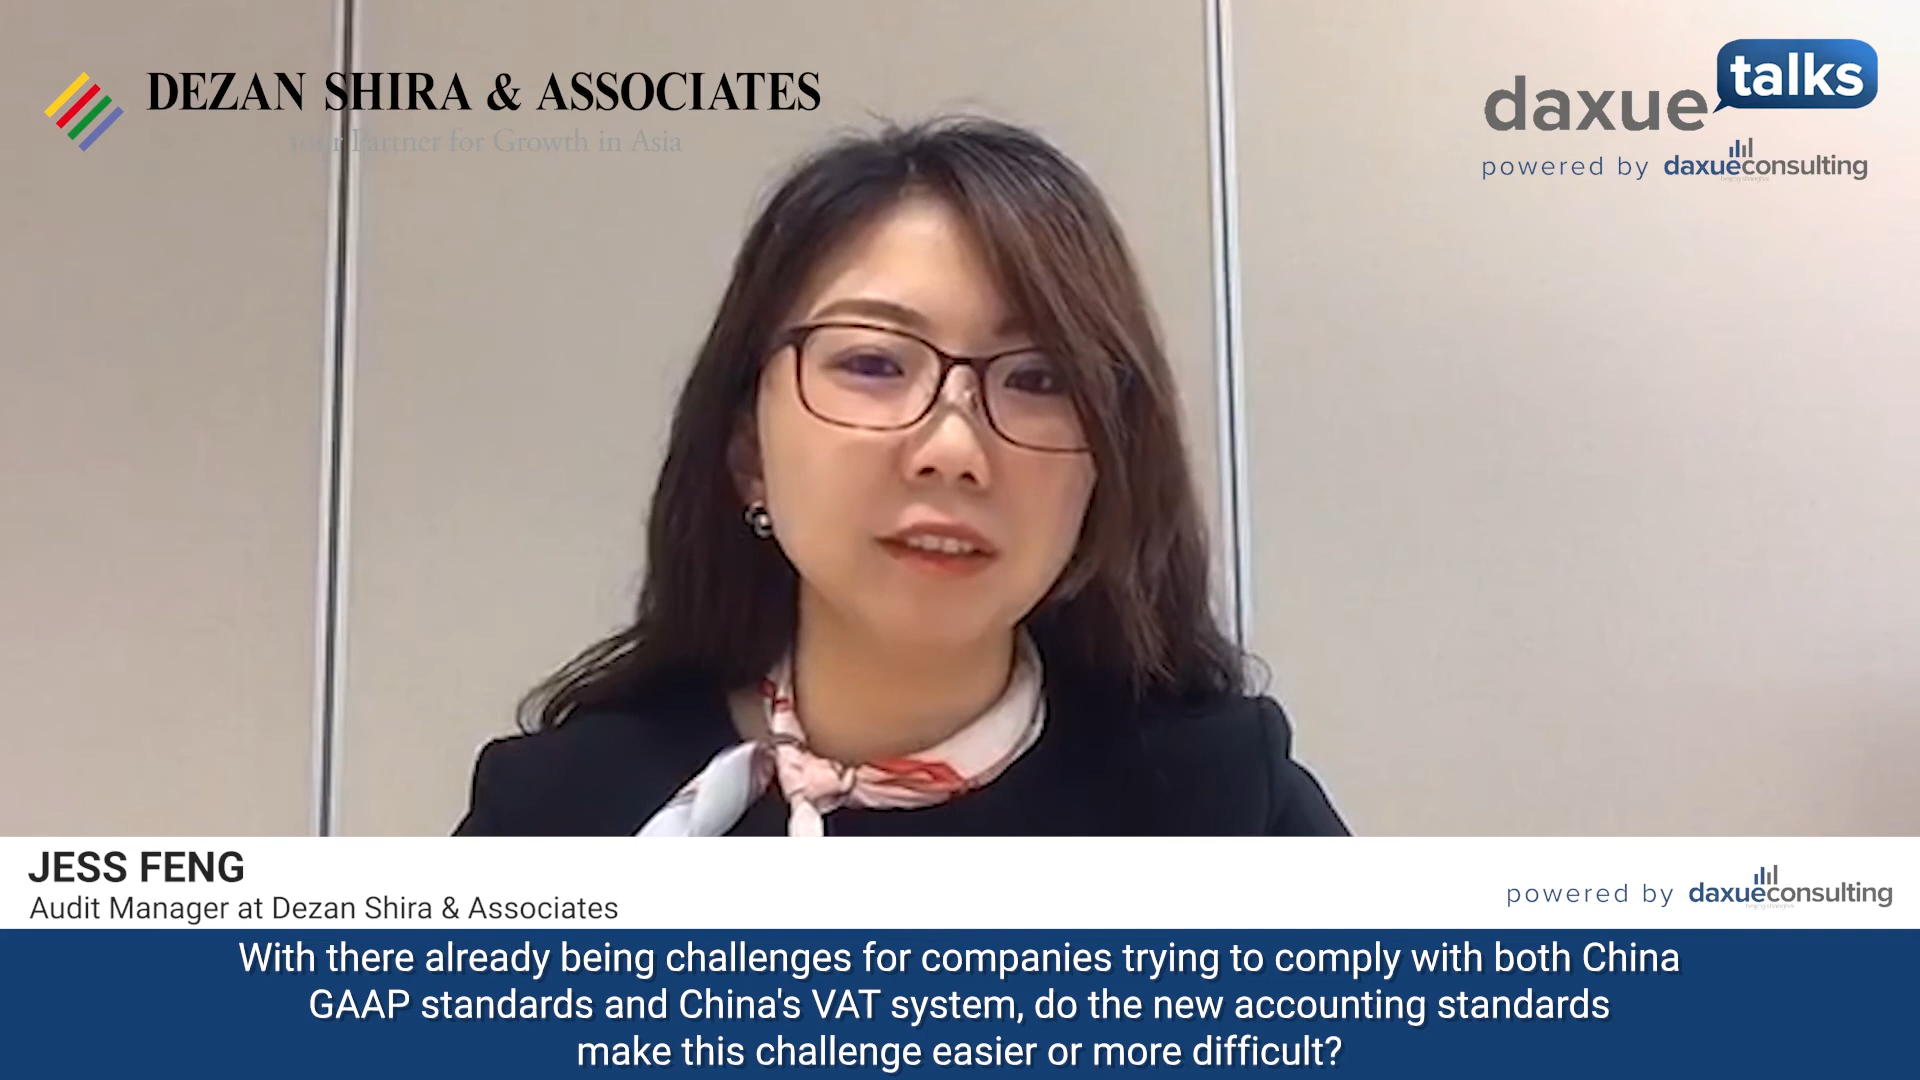 DEZAN SHIRA & ASSOCIATES
Your Partner for Growth in Asia
daxue talks
powered by daxueconsulting
JESS FENG
Audit Manager at Dezan Shira & Associates
powered by daxueconsulting
With there already being challenges for companies trying to comply with both China
GAAP standards and China's VAT system, do the new accounting standards
make this challenge easier or more difficult?